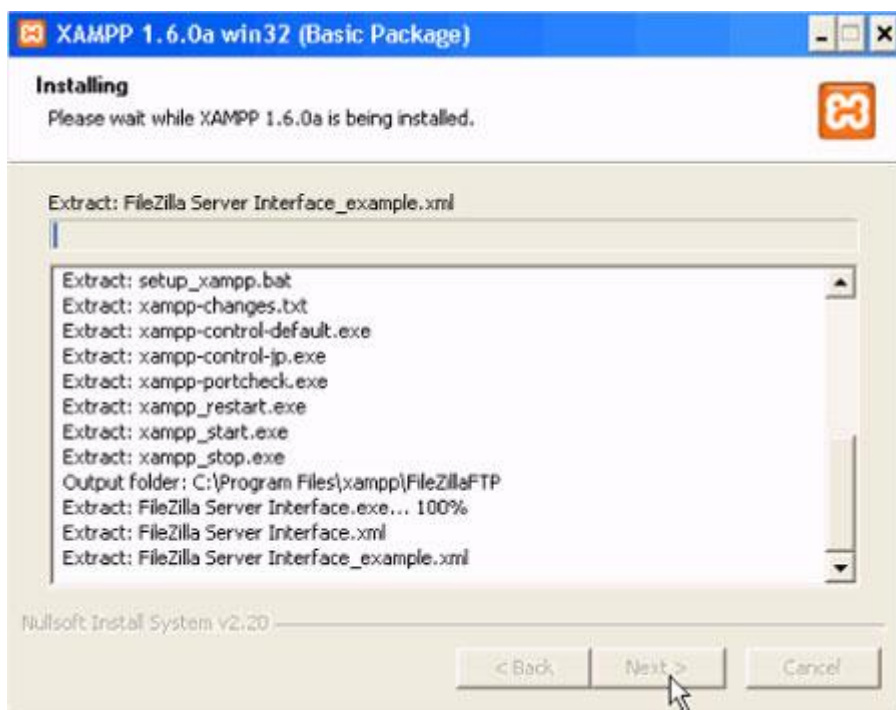 XAMPP 1.6.0a win32 (Basic Package)
Installing
Please wait while XAMPP 1.6.0a is being installed.
Extract: FileZilla Server Interface_example.xml
Extract: setup_xampp.bat
Extract: xampp-changes.txt
Extract: xampp-control-default.exe
Extract: xampp-control-jp.exe
Extract: xampp-portcheck.exe
Extract: xampp_restart.exe
Extract: xampp_start.exe
Extract: xampp_stop.exe
Output folder: C:\Program Files\xampp\FileZillaFTP
Extract: FileZilla Server Interface.exe... 100%
Extract: FileZilla Server Interface.xml
Extract: FileZilla Server Interface_example.xml
Nullsoft Install System v2.20
< Back Next > Cancel